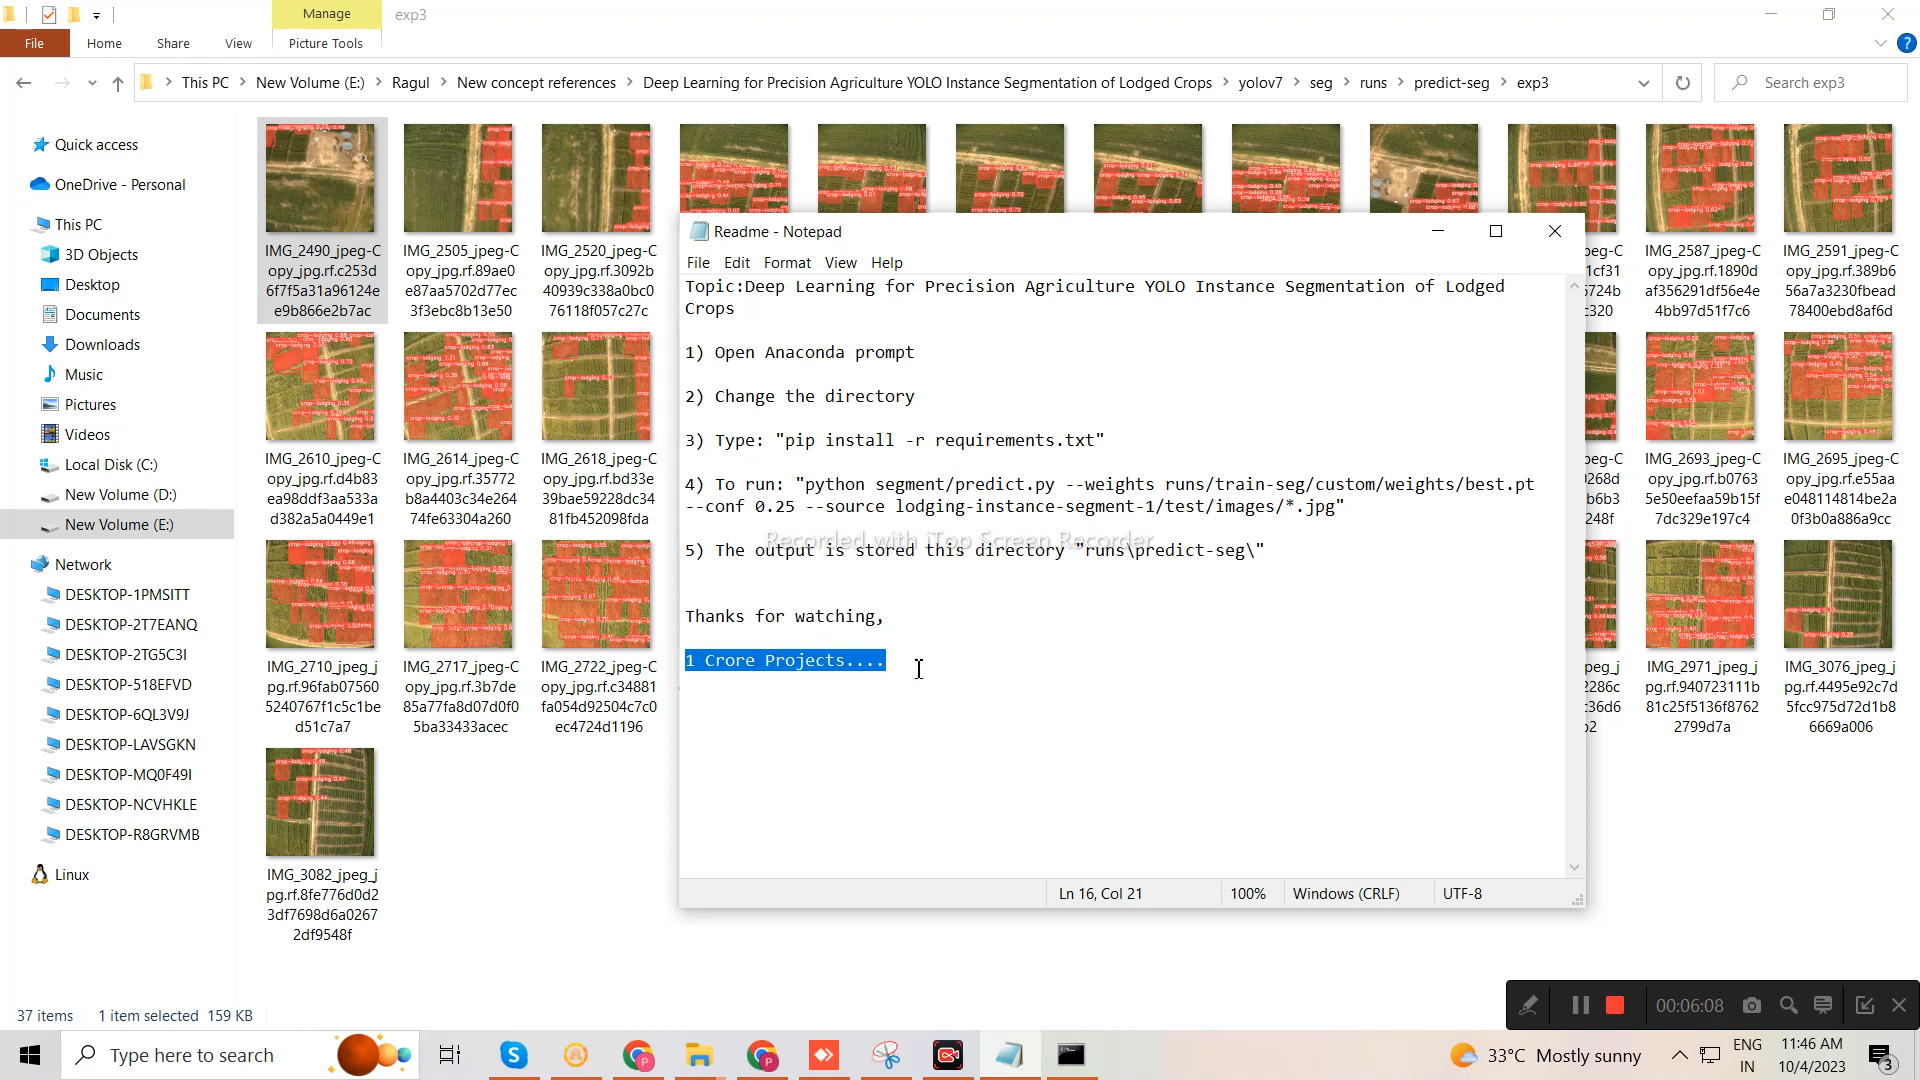 Manage
exp3
File
Home
Share
View
Picture Tools
This PC
New Volume (E:)
Ragul
New concept references
Deep Learning for Precision Agriculture YOLO Instance Segmentation of Lodged Crops
yolov7
seg
runs
predict-seg
exp3
Search exp3
Quick access
OneDrive - Personal
This PC
3D Objects
Desktop
Documents
Downloads
Music
Pictures
Videos
Local Disk (C:)
New Volume (D:)
New Volume (E:)
Network
DESKTOP-1PMSITT
DESKTOP-2T7EANQ
DESKTOP-2TG5C3I
DESKTOP-518EFVD
DESKTOP-6QL3V9J
DESKTOP-LAVSGKN
DESKTOP-MQ0F49I
DESKTOP-NCVHKLE
DESKTOP-R8GRVMB
Linux
IMG_2490_jpeg-C
opy_jpg.rf.c253d
6f7f5a31a96124e
e9b866e2b7ac
IMG_2505_jpeg-C
opy_jpg.rf.89ae0
e87aa5702d77ec
3f3ebc8b13e50
IMG_2520_jpeg-C
opy_jpg.rf.3092b
40939c338a0bc0
76118f057c27c
IMG_2587_jpeg-C
opy_jpg.rf.1890d
af356291df56e4e
4bb97d51f7c6
IMG_2591_jpeg-C
opy_jpg.rf.389b6
56a7a3230fbead
78400ebd8af6d
IMG_2610_jpeg-C
opy_jpg.rf.d4b83
ea98ddf3aa533a
d382a5a0449e1
IMG_2614_jpeg-C
opy_jpg.rf.35772
b8a4403c34e264
74fe63304a260
IMG_2618_jpeg-C
opy_jpg.rf.bd33e
39bae59228dc34
81fb452098fda
IMG_2693_jpeg-C
opy_jpg.rf.b0763
5e50eefaa59b15f
7dc329e197c4
IMG_2695_jpeg-C
opy_jpg.rf.e55aa
e048114814be2a
0f3b0a886a9cc
IMG_2710_jpeg_j
pg.rf.96fab07560
5240767f1c5c1be
d51c7a7
IMG_2717_jpeg-C
opy_jpg.rf.3b7de
85a77fa8d07d0f0
5ba33433acec
IMG_2722_jpeg-C
opy_jpg.rf.c34881
fa054d92504c7c0
ec4724d1196
IMG_2971_jpeg_j
pg.rf.940723111b
81c25f5136f8762
2799d7a
IMG_3076_jpeg_j
pg.rf.4495e92c7d
5fcc975d72d1b8
6669a006
IMG_3082_jpeg_j
pg.rf.8fe776d0d2
3df7698d6a0267
2df9548f
Readme - Notepad
File Edit Format View Help
Topic:Deep Learning for Precision Agriculture YOLO Instance Segmentation of Lodged
Crops
1) Open Anaconda prompt
2) Change the directory
3) Type: "pip install -r requirements.txt"
4) To run: "python segment/predict.py --weights runs/train-seg/custom/weights/best.pt
--conf 0.25 --source lodging-instance-segment-1/test/images/*.jpg"
Recorded with iTop Screen Recorder
5) The output is stored this directory "runs\predict-seg\"
Thanks for watching,
1 Crore Projects....
Ln 16, Col 21
100%
Windows (CRLF)
UTF-8
37 items
1 item selected 159 KB
00:06:08
Type here to search
33°C Mostly sunny
ENG
IN
11:46 AM
10/4/2023
3